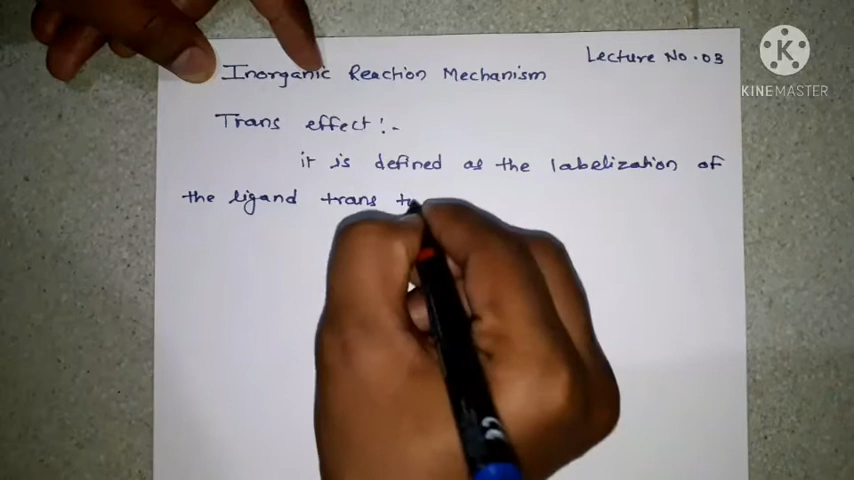 Lecture No. 03
Inorganic Reaction Mechanism
Trans effect:-
it is defined as the labelization of
the ligand trans
KINEMASTER